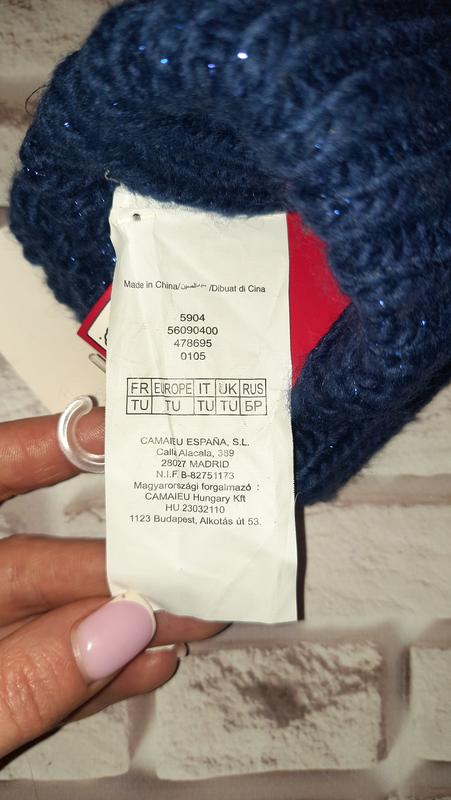 Made in China/صنع في الصين/Dibuat di Cina
5904
56090400
478695
0105
FR EUROPE IT UK RUS
TU TU TU TU БР
CAMAIEU ESPAÑA, S.L.
Calle Alacala, 389
28027 MADRID
N.I.F. B-82751173
Magyarországi forgalmazó :
CAMAIEU Hungary Kft
HU 23032110
1123 Budapest, Alkotás út 53.